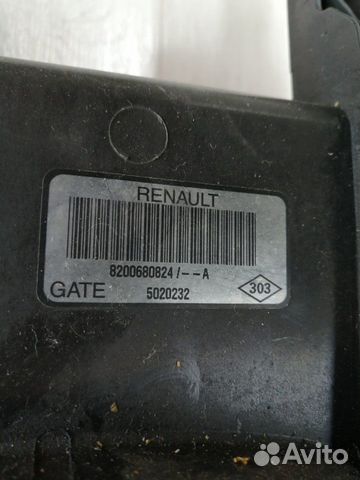 RENAULT
8200680824/--A
GATE 5020232 303
Avito